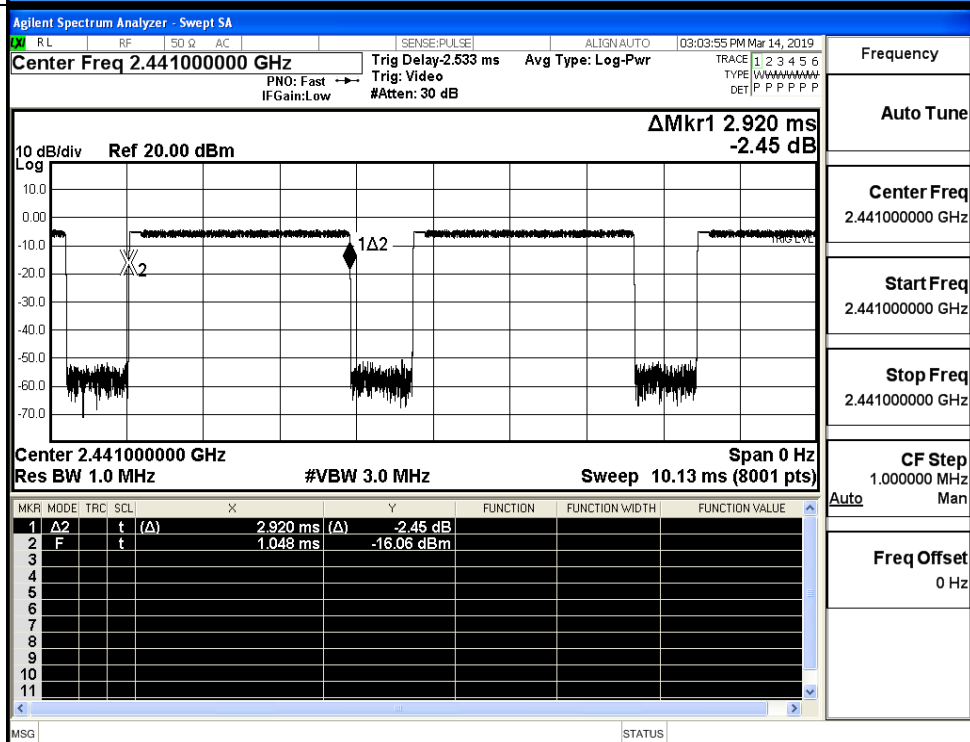 Agilent Spectrum Analyzer - Swept SA
LXI RL RF 50 Ω AC SENSE:PULSE ALIGN AUTO 03:03:55 PM Mar 14, 2019
Center Freq 2.441000000 GHz
PNO: Fast
IFGain:Low
Trig Delay-2.533 ms
Trig: Video
#Atten: 30 dB
Avg Type: Log-Pwr
TRACE 1 2 3 4 5 6
TYPE WWWWWW
DET P P P P P P
ΔMkr1 2.920 ms
-2.45 dB
10 dB/div Ref 20.00 dBm
Log
10.0
0.00
-10.0
-20.0
-30.0
-40.0
-50.0
-60.0
-70.0
1Δ2
2
TRIG LVL
Center 2.441000000 GHz Span 0 Hz
Res BW 1.0 MHz #VBW 3.0 MHz Sweep 10.13 ms (8001 pts)
MKR MODE TRC SCL X Y FUNCTION FUNCTION WIDTH FUNCTION VALUE
1 Δ2 t (Δ) 2.920 ms (Δ) -2.45 dB
2 F t 1.048 ms -16.06 dBm
3
4
5
6
7
8
9
10
11
MSG STATUS
Frequency
Auto Tune
Center Freq
2.441000000 GHz
Start Freq
2.441000000 GHz
Stop Freq
2.441000000 GHz
CF Step
1.000000 MHz
Auto Man
Freq Offset
0 Hz